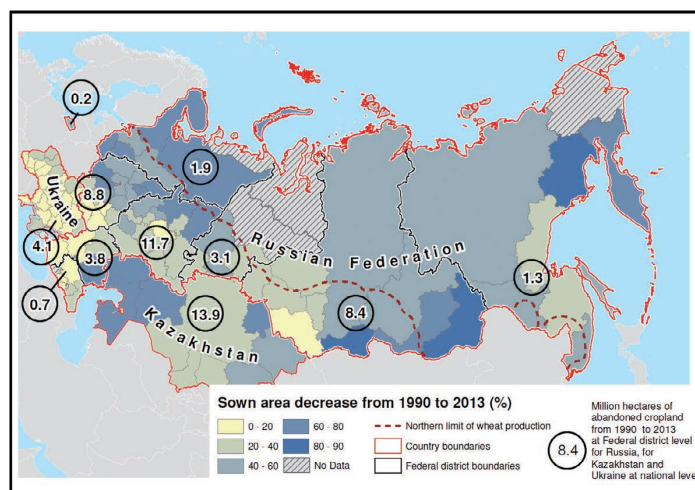 0.2
1.9
8.8
Ukraine
4.1
3.8
11.7
3.1
Russian Federation
1.3
0.7
13.9
8.4
Kazakhstan
Sown area decrease from 1990 to 2013 (%)
0 - 20
20 - 40
40 - 60
60 - 80
80 - 90
No Data
Northern limit of wheat production
Country boundaries
Federal district boundaries
8.4
Million hectares of
abandoned cropland
from 1990 to 2013
at Federal district level
for Russia, for
Kazakhstan and
Ukraine at national level